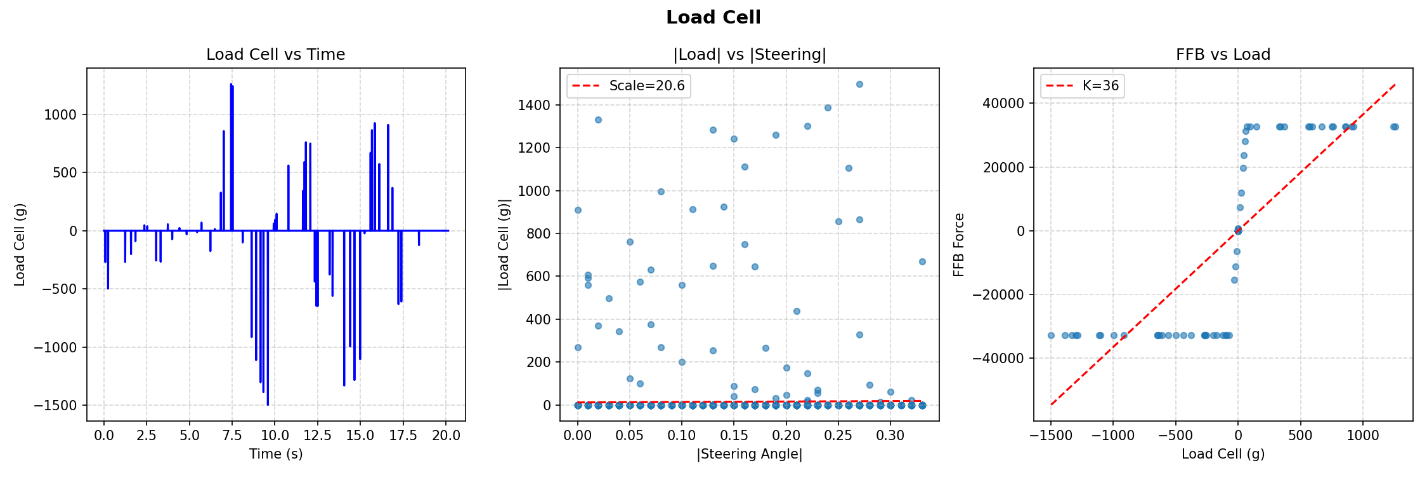 Load Cell
Load Cell vs Time
Load Cell (g)
1000
500
0
−500
−1000
−1500
0.0 2.5 5.0 7.5 10.0 12.5 15.0 17.5 20.0
Time (s)
|Load| vs |Steering|
Scale=20.6
|Load Cell (g)|
1400
1200
1000
800
600
400
200
0
0.00 0.05 0.10 0.15 0.20 0.25 0.30
|Steering Angle|
FFB vs Load
K=36
FFB Force
40000
20000
0
−20000
−40000
−1500 −1000 −500 0 500 1000
Load Cell (g)